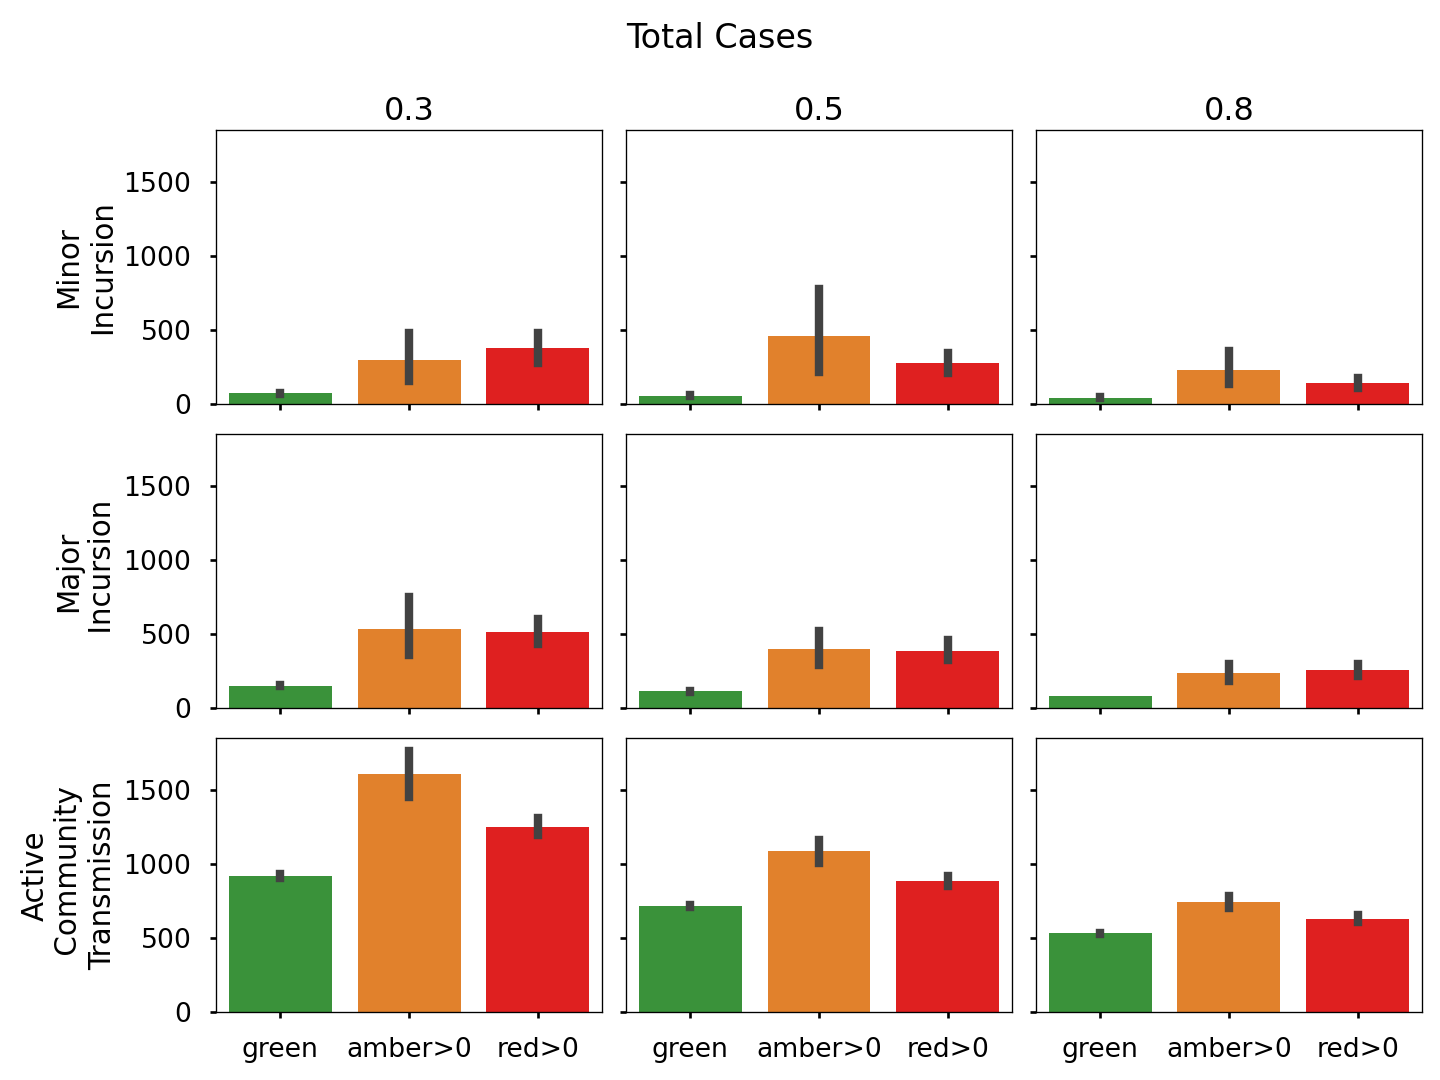 Total Cases
0.3
0.5
0.8
Minor
Incursion
1500
1000
500
0
Major
Incursion
1500
1000
500
0
Active
Community
Transmission
1500
1000
500
0
green amber>0 red>0
green amber>0 red>0
green amber>0 red>0